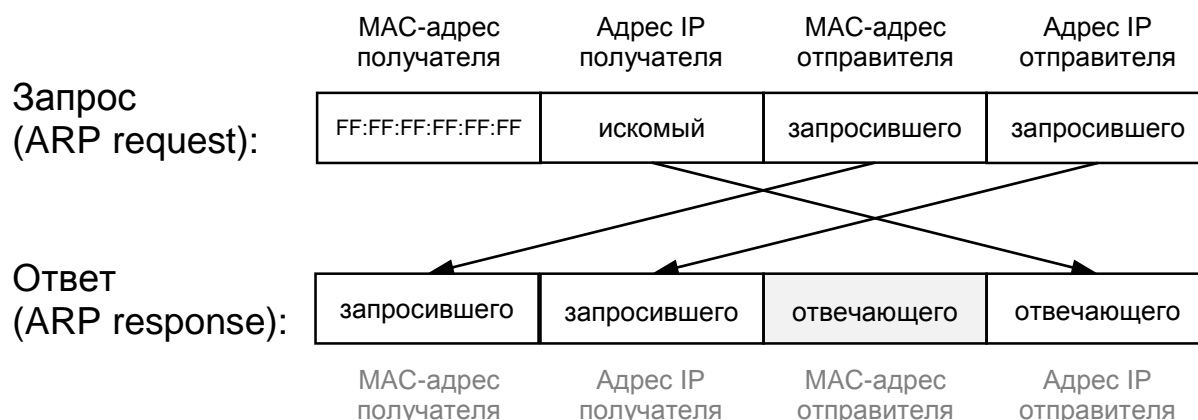 MAC-адрес получателя
Адрес IP получателя
MAC-адрес отправителя
Адрес IP отправителя
Запрос
(ARP request):
FF:FF:FF:FF:FF:FF
искомый
запросившего
запросившего
Ответ
(ARP response):
запросившего
запросившего
отвечающего
отвечающего
MAC-адрес получателя
Адрес IP получателя
MAC-адрес отправителя
Адрес IP отправителя